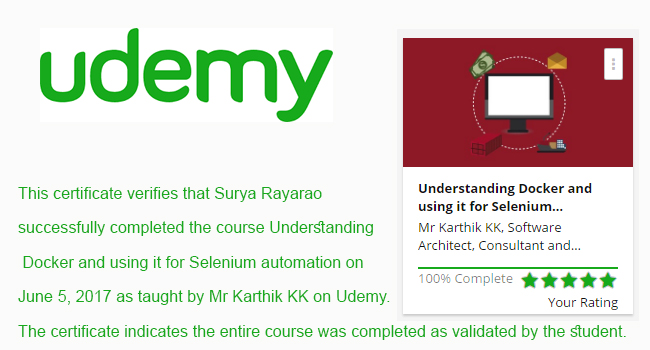 udemy
This certificate verifies that Surya Rayarao
successfully completed the course Understanding
Docker and using it for Selenium automation on
June 5, 2017 as taught by Mr Karthik KK on Udemy.
The certificate indicates the entire course was completed as validated by the student.
Understanding Docker and
using it for Selenium...
Mr Karthik KK, Software
Architect, Consultant and...
100% Complete
Your Rating